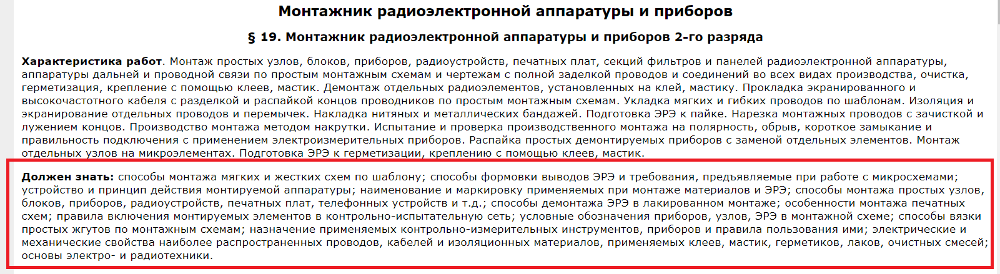 Монтажник радиоэлектронной аппаратуры и приборов
§ 19. Монтажник радиоэлектронной аппаратуры и приборов 2-го разряда
Характеристика работ. Монтаж простых узлов, блоков, приборов, радиоустройств, печатных плат, секций фильтров и панелей радиоэлектронной аппаратуры,
аппаратуры дальней и проводной связи по простым монтажным схемам и чертежам с полной заделкой проводов и соединений во всех видах производства, очистка,
герметизация, крепление с помощью клеев, мастик. Демонтаж отдельных радиоэлементов, установленных на клей, мастику. Прокладка экранированного и
высокочастотного кабеля с разделкой и распайкой концов проводников по простым монтажным схемам. Укладка мягких и гибких проводов по шаблонам. Изоляция и
экранирование отдельных проводов и перемычек. Накладка нитяных и металлических бандажей. Подготовка ЭРЭ к пайке. Нарезка монтажных проводов с зачисткой и
лужением концов. Производство монтажа методом накрутки. Испытание и проверка производственного монтажа на полярность, обрыв, короткое замыкание и
правильность подключения с применением электроизмерительных приборов. Распайка простых демонтируемых приборов с заменой отдельных элементов. Монтаж
отдельных узлов на микроэлементах. Подготовка ЭРЭ к герметизации, креплению с помощью клеев, мастик.
Должен знать: способы монтажа мягких и жестких схем по шаблону; способы формовки выводов ЭРЭ и требования, предъявляемые при работе с микросхемами;
устройство и принцип действия монтируемой аппаратуры; наименование и маркировку применяемых при монтаже материалов и ЭРЭ; способы монтажа простых узлов,
блоков, приборов, радиоустройств, печатных плат, телефонных устройств и т.д.; способы демонтажа ЭРЭ в лакированном монтаже; особенности монтажа печатных
схем; правила включения монтируемых элементов в контрольно-испытательную сеть; условные обозначения приборов, узлов, ЭРЭ в монтажной схеме; способы вязки
простых жгутов по монтажным схемам; назначение применяемых контрольно-измерительных инструментов, приборов и правила пользования ими; электрические и
механические свойства наиболее распространенных проводов, кабелей и изоляционных материалов, применяемых клеев, мастик, герметиков, лаков, очистных смесей;
основы электро- и радиотехники.